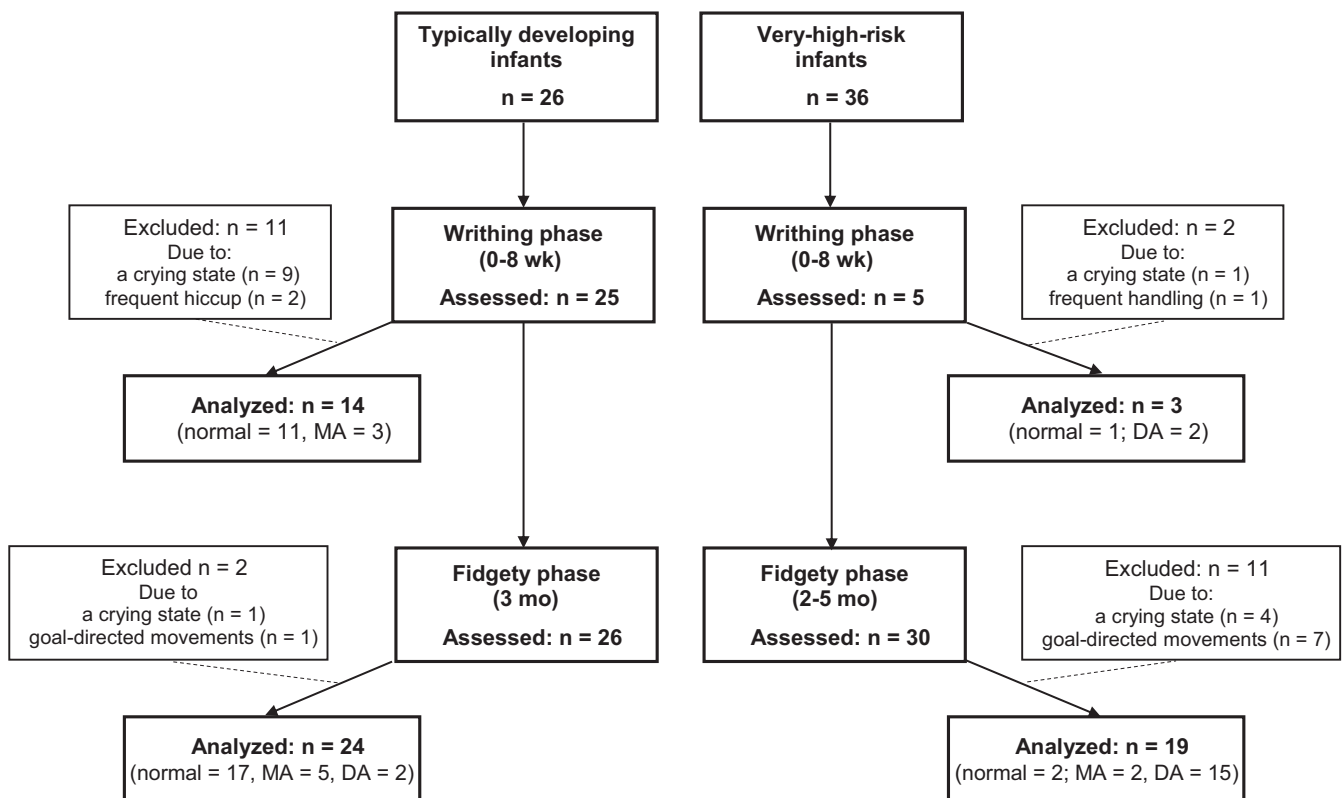 Typically developing
infants
n = 26
Very-high-risk
infants
n = 36
Excluded: n = 11
Due to:
a crying state (n = 9)
frequent hiccup (n = 2)
Writhing phase
(0-8 wk)
Assessed: n = 25
Writhing phase
(0-8 wk)
Assessed: n = 5
Excluded: n = 2
Due to:
a crying state (n = 1)
frequent handling (n = 1)
Analyzed: n = 14
(normal = 11, MA = 3)
Analyzed: n = 3
(normal = 1; DA = 2)
Excluded n = 2
Due to
a crying state (n = 1)
goal-directed movements (n = 1)
Fidgety phase
(3 mo)
Assessed: n = 26
Fidgety phase
(2-5 mo)
Assessed: n = 30
Excluded: n = 11
Due to:
a crying state (n = 4)
goal-directed movements (n = 7)
Analyzed: n = 24
(normal = 17, MA = 5, DA = 2)
Analyzed: n = 19
(normal = 2; MA = 2, DA = 15)